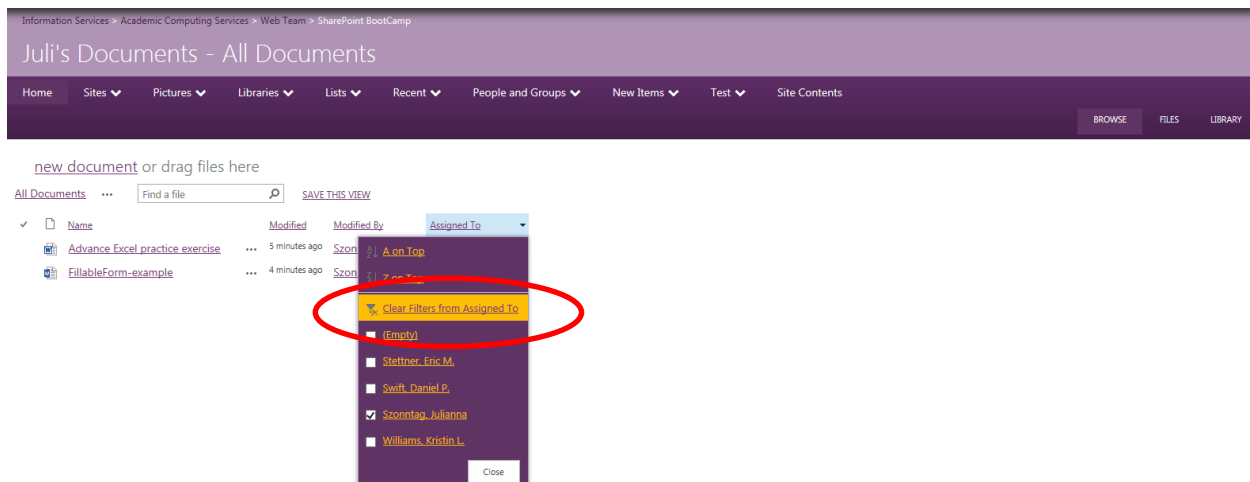 Information Services > Academic Computing Services > Web Team > SharePoint BootCamp
Juli's Documents - All Documents
Home Sites Pictures Libraries Lists Recent People and Groups New Items Test Site Contents
BROWSE FILES LIBRARY
new document or drag files here
All Documents ... Find a file SAVE THIS VIEW
Name Modified Modified By Assigned To
Advance Excel practice exercise ... 5 minutes ago Szon
FillableForm-example ... 4 minutes ago Szon
A on Top
Z on Top
Clear Filters from Assigned To
(Empty)
Stettner, Eric M.
Swift, Daniel P.
Szonntag, Julianna
Williams, Kristin L.
Close